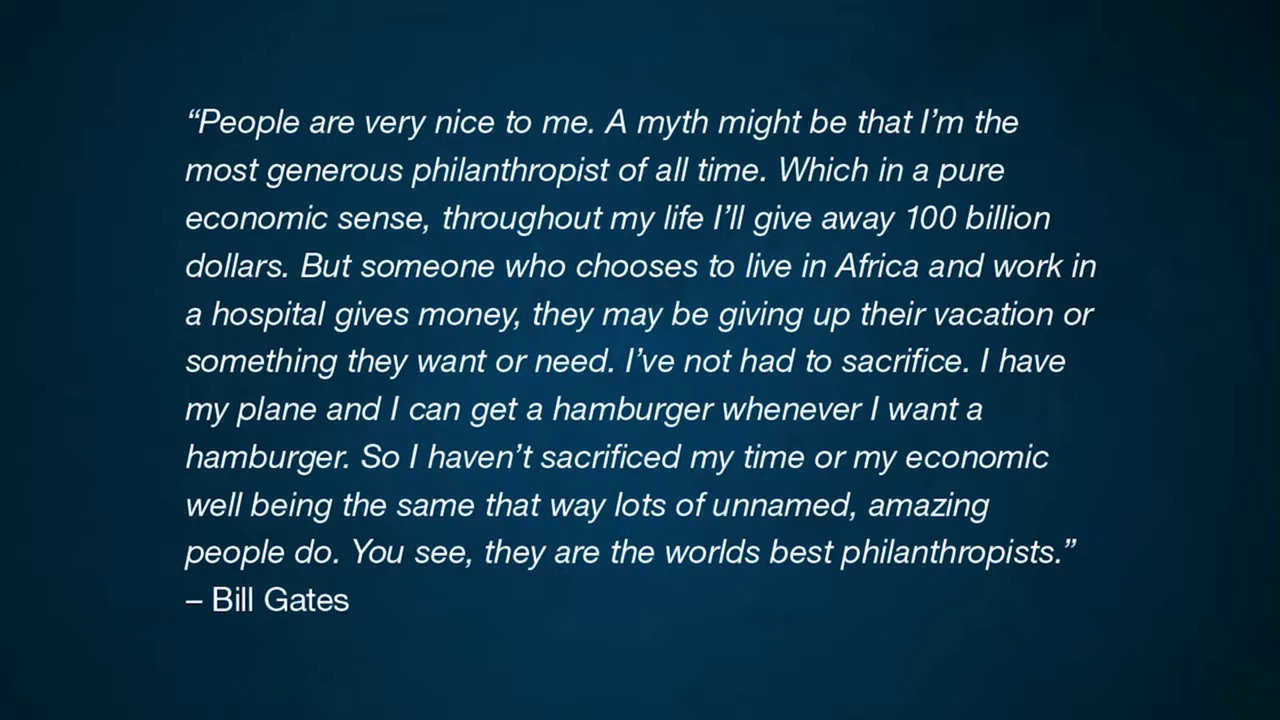 “People are very nice to me. A myth might be that I’m the
most generous philanthropist of all time. Which in a pure
economic sense, throughout my life I’ll give away 100 billion
dollars. But someone who chooses to live in Africa and work in
a hospital gives money, they may be giving up their vacation or
something they want or need. I’ve not had to sacrifice. I have
my plane and I can get a hamburger whenever I want a
hamburger. So I haven’t sacrificed my time or my economic
well being the same that way lots of unnamed, amazing
people do. You see, they are the worlds best philanthropists.”
– Bill Gates